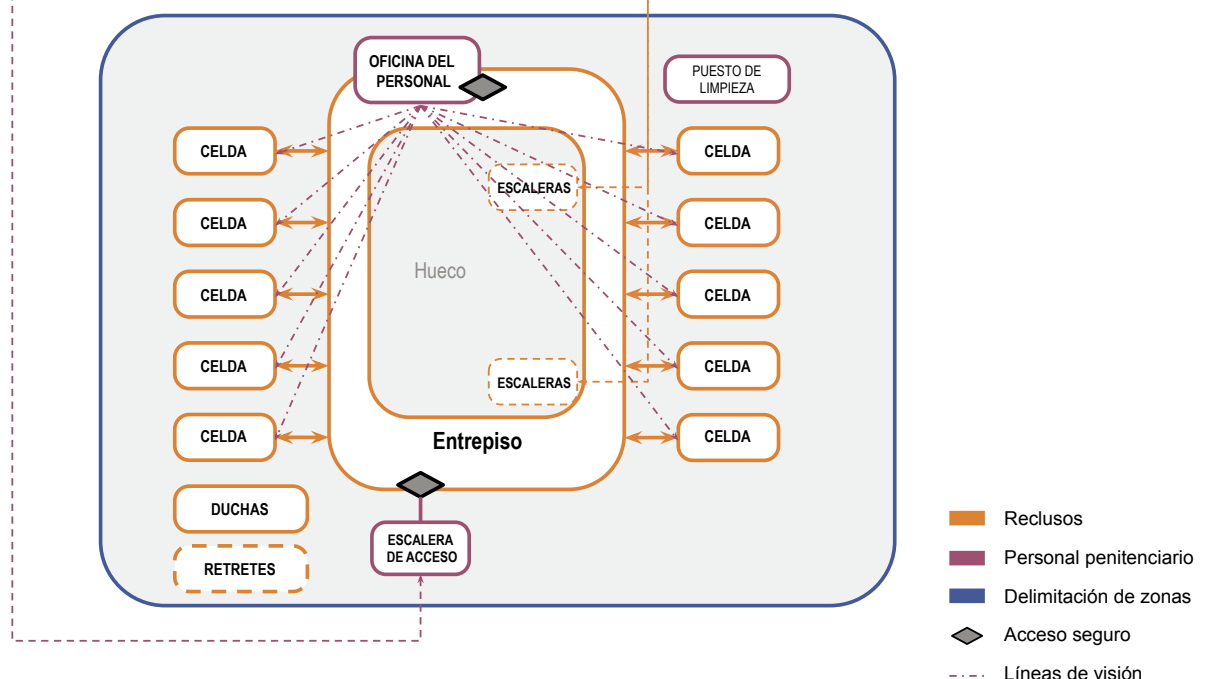 OFICINA DEL
PERSONAL
PUESTO DE
LIMPIEZA
CELDA
CELDA
ESCALERAS
CELDA
CELDA
Hueco
CELDA
CELDA
CELDA
CELDA
ESCALERAS
CELDA
CELDA
Entrepiso
DUCHAS
ESCALERA
DE ACCESO
RETRETES
Reclusos
Personal penitenciario
Delimitación de zonas
Acceso seguro
Líneas de visión